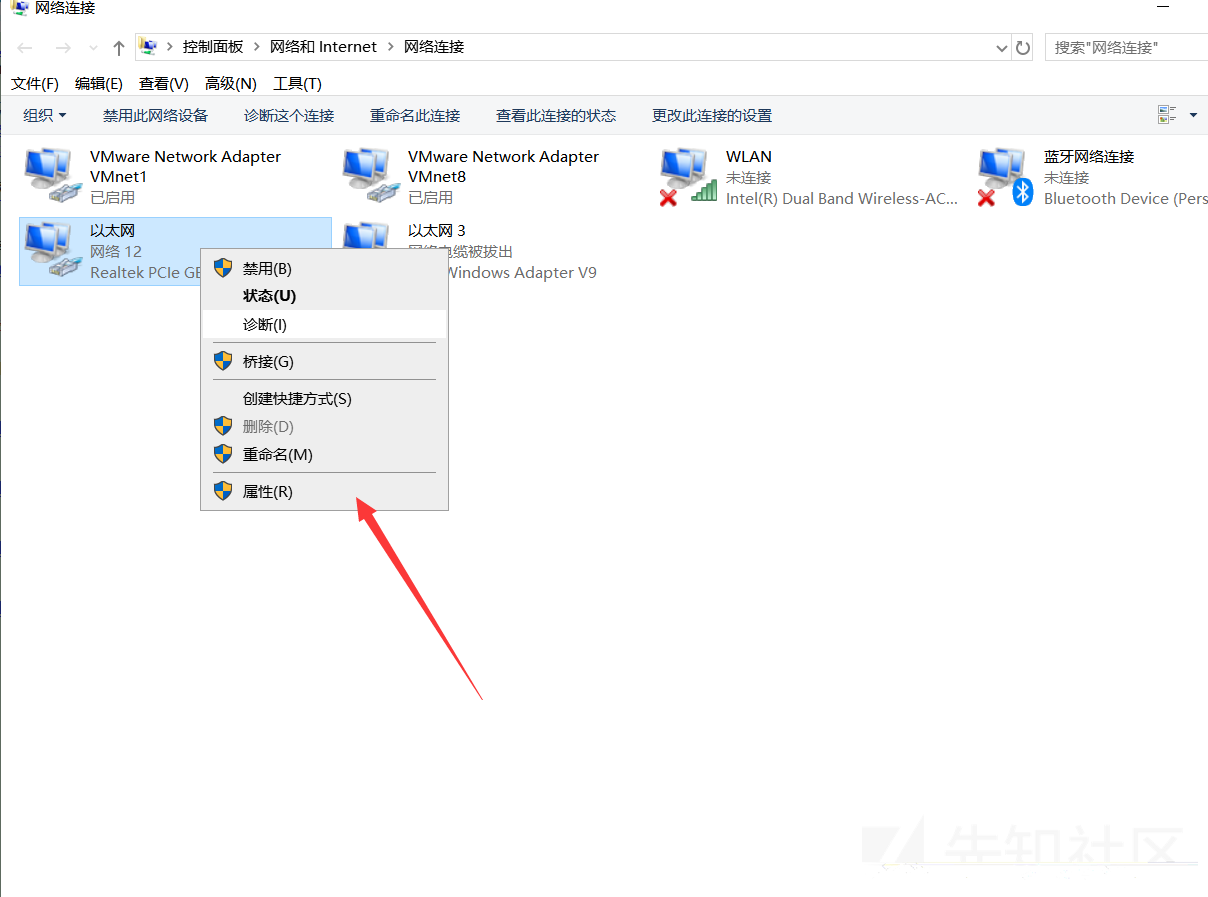 网络连接
控制面板 › 网络和 Internet › 网络连接
搜索"网络连接"
文件(F) 编辑(E) 查看(V) 高级(N) 工具(T)
组织 禁用此网络设备 诊断这个连接 重命名此连接 查看此连接的状态 更改此连接的设置
VMware Network Adapter
VMnet1
已启用
VMware Network Adapter
VMnet8
已启用
WLAN
未连接
Intel(R) Dual Band Wireless-AC...
蓝牙网络连接
未连接
Bluetooth Device (Pers
以太网
网络 12
Realtek PCIe GB
以太网 3
网络电缆被拔出
Windows Adapter V9
禁用(B)
状态(U)
诊断(I)
桥接(G)
创建快捷方式(S)
删除(D)
重命名(M)
属性(R)
先知社区